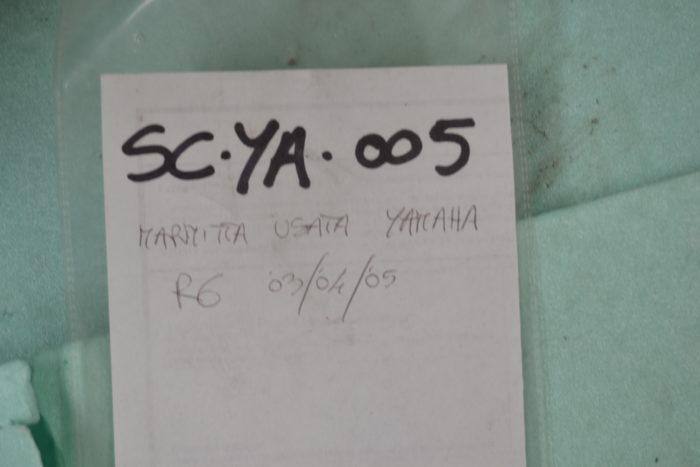 SC.YA.005
MARMITTA USATA YAMAHA
R6 '03/'04/'05